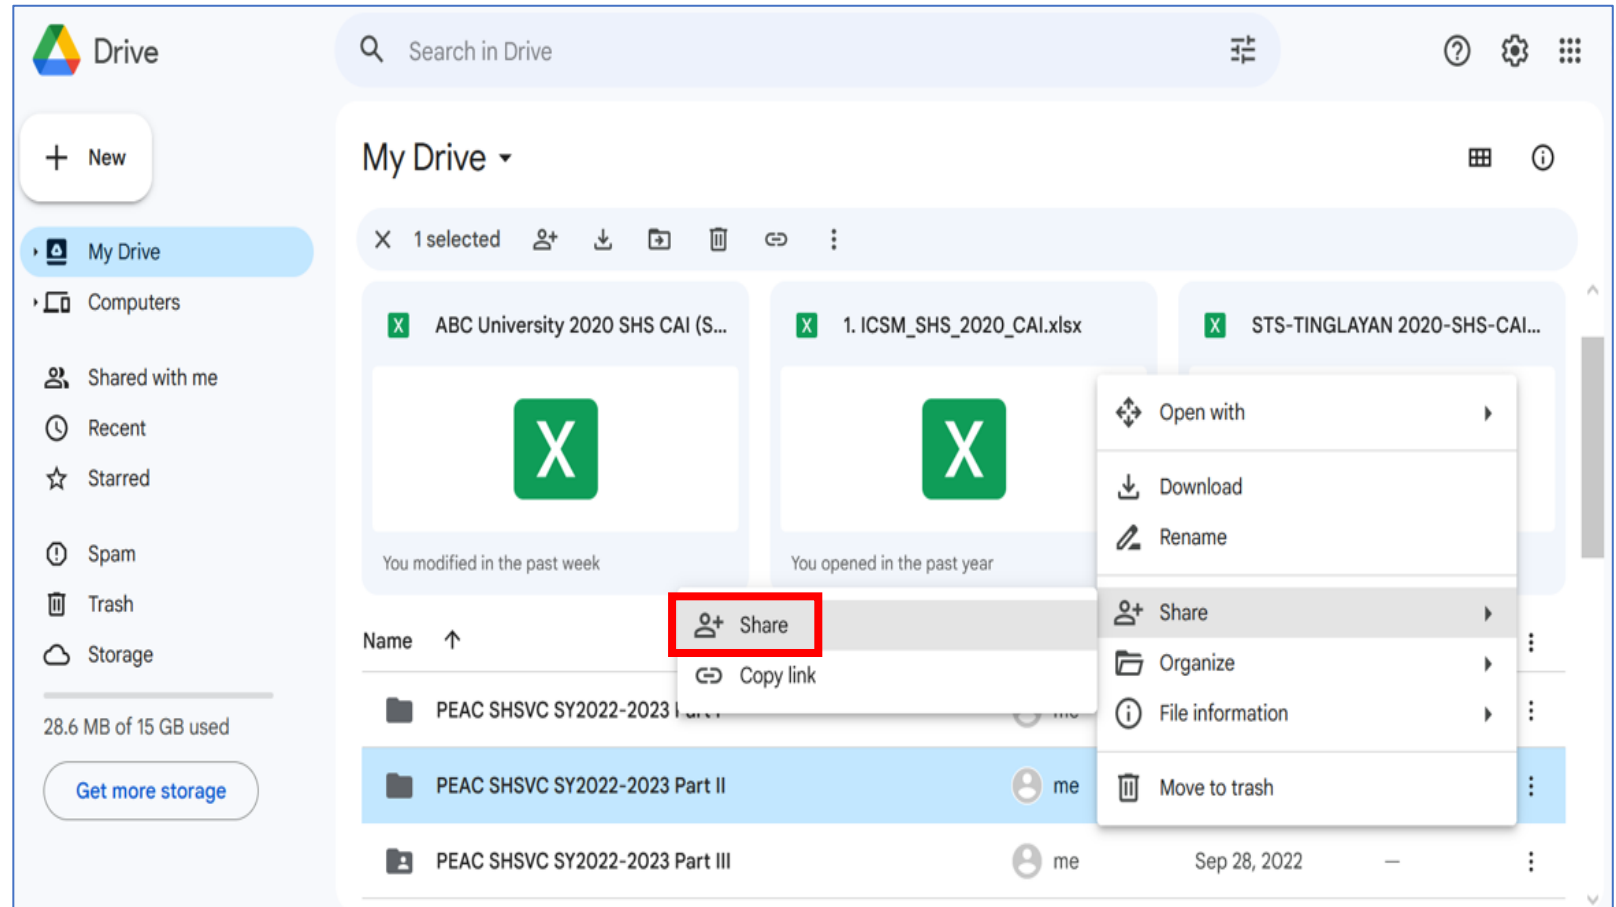 Drive
Search in Drive
New
My Drive
1 selected
My Drive
Computers
Shared with me
Recent
Starred
Spam
Trash
Storage
28.6 MB of 15 GB used
Get more storage
ABC University 2020 SHS CAI (S...
1. ICSM_SHS_2020_CAI.xlsx
STS-TINGLAYAN 2020-SHS-CAI...
X
X
You modified in the past week
You opened in the past year
Open with
Download
Rename
Share
Organize
File information
Move to trash
Share
Copy link
Name
PEAC SHSVC SY2022-2023
me
PEAC SHSVC SY2022-2023 Part II
me
PEAC SHSVC SY2022-2023 Part III
me
Sep 28, 2022
—